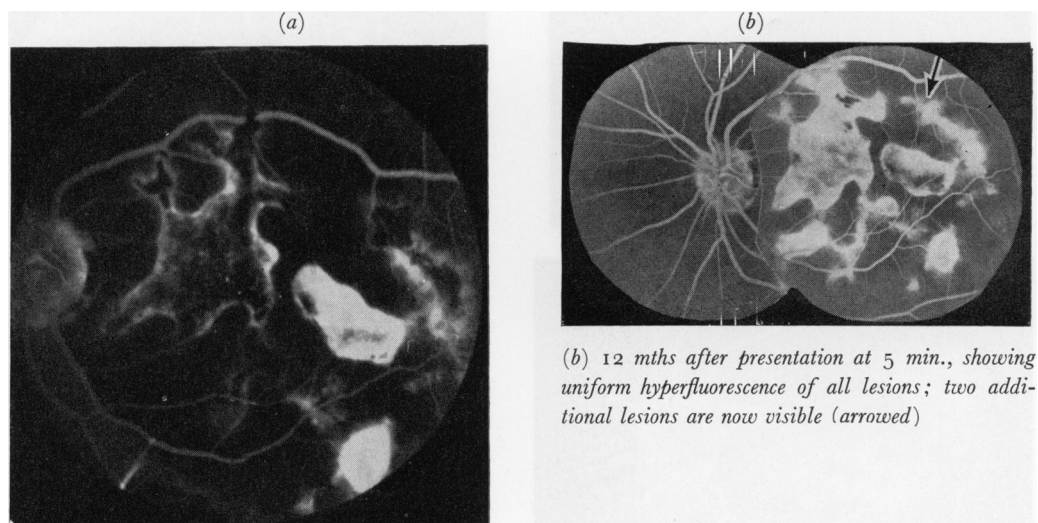 (a)
(b)
(b) 12 mths after presentation at 5 min., showing
uniform hyperfluorescence of all lesions; two addi-
tional lesions are now visible (arrowed)